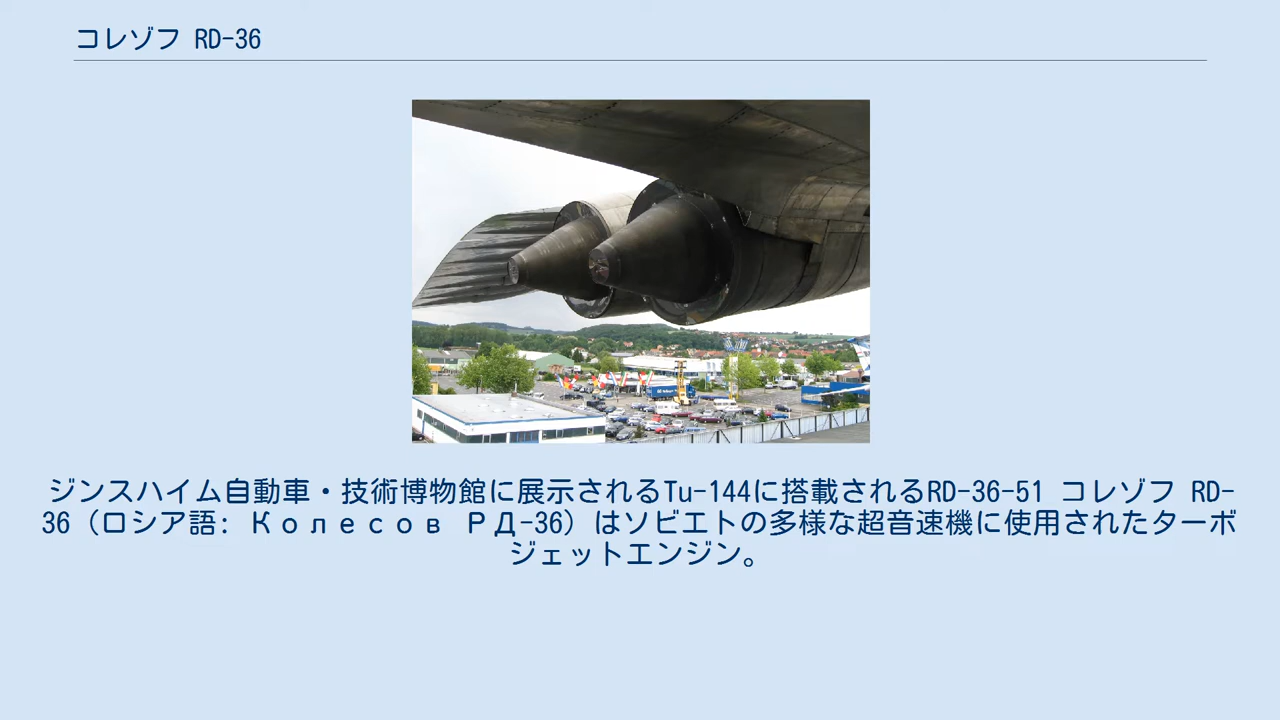 コレゾフ RD-36
ジンスハイム自動車・技術博物館に展示されるTu-144に搭載されるRD-36-51 コレゾフ RD-
36（ロシア語: Колесов РД-36）はソビエトの多様な超音速機に使用されたターボ
ジェットエンジン。